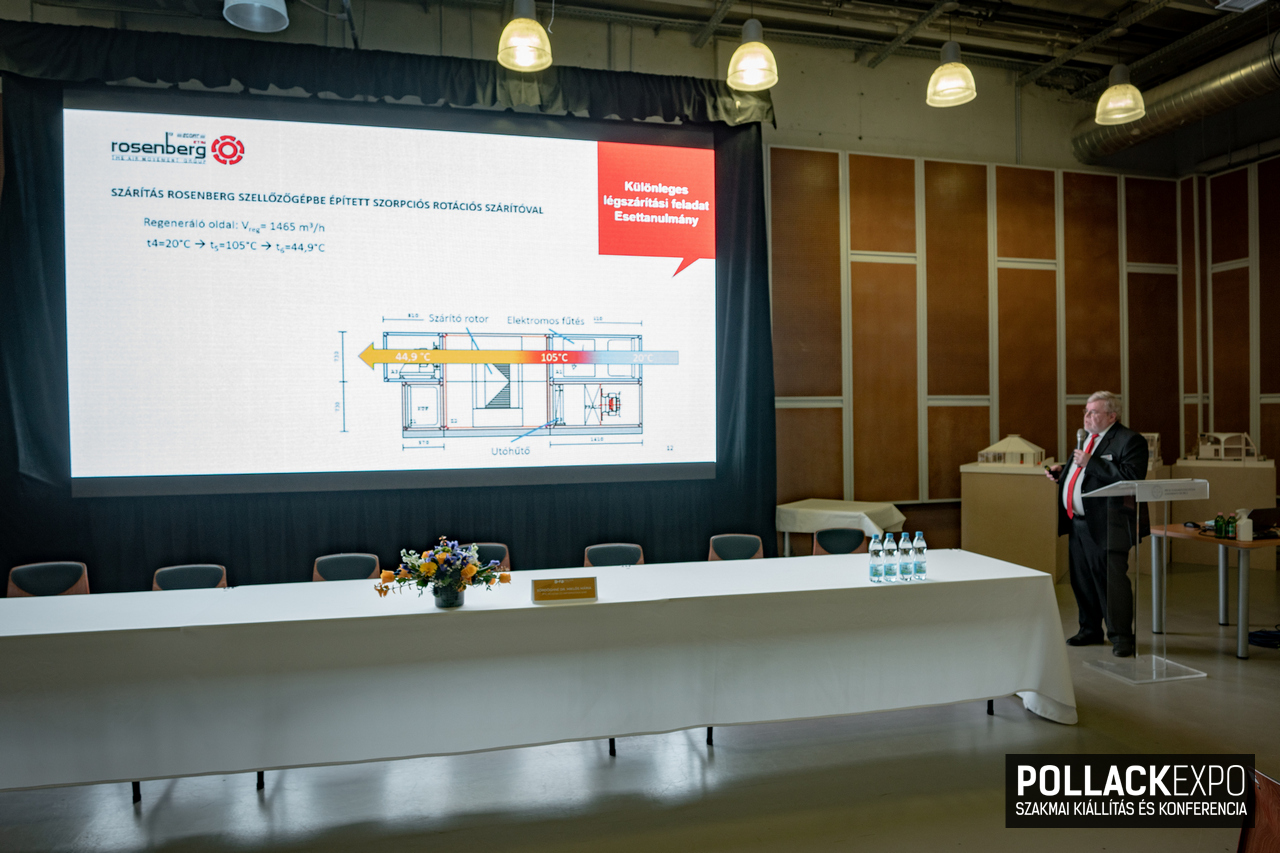 rosenberg
THE AIR MOVEMENT GROUP
SZÁRÍTÁS ROSENBERG SZELLŐZŐGÉPBE ÉPÍTETT SZORPCIÓS ROTÁCIÓS SZÁRÍTÓVAL
Regeneráló oldal: Vreg= 1465 m³/h
t4=20°C → t5=105°C → t6=44,9°C
Különleges
légszárítási feladat
Esettanulmány
Szárító rotor
Elektromos fűtés
44,9 °C
105°C
20°C
Utóhűtő
12
POLLACKEXPO
SZAKMAI KIÁLLÍTÁS ÉS KONFERENCIA